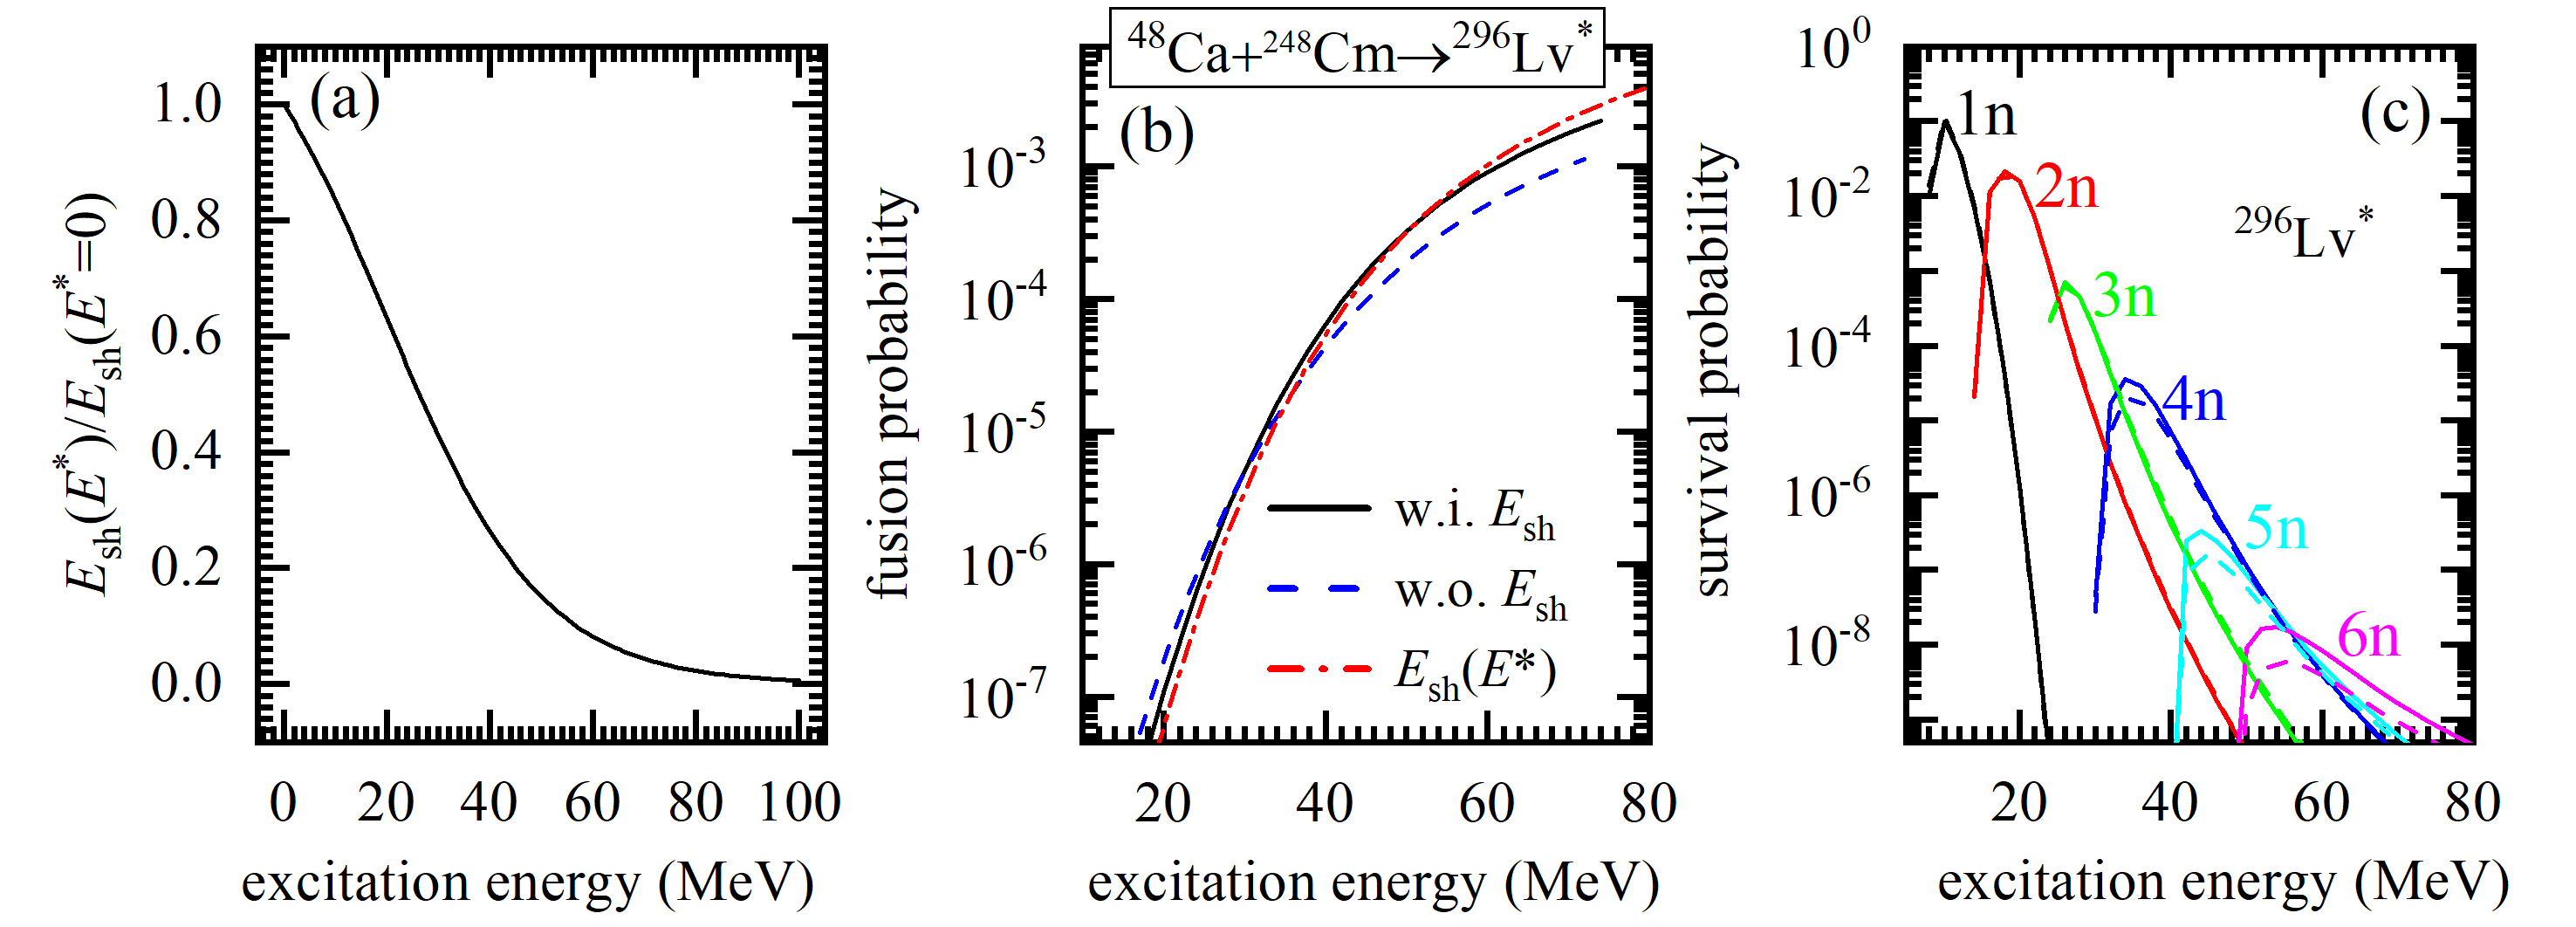 (a)
1.0
0.8
0.6
0.4
0.2
0.0
E_sh(E^*)/E_sh(E^*=0)
0 20 40 60 80 100
excitation energy (MeV)
^48Ca+^248Cm→^296Lv^*
(b)
10^-3
10^-4
10^-5
10^-6
10^-7
fusion probability
w.i. E_sh
w.o. E_sh
E_sh(E*)
20 40 60 80
excitation energy (MeV)
(c)
10^0
10^-2
10^-4
10^-6
10^-8
survival probability
1n
2n
^296Lv^*
3n
4n
5n
6n
20 40 60 80
excitation energy (MeV)